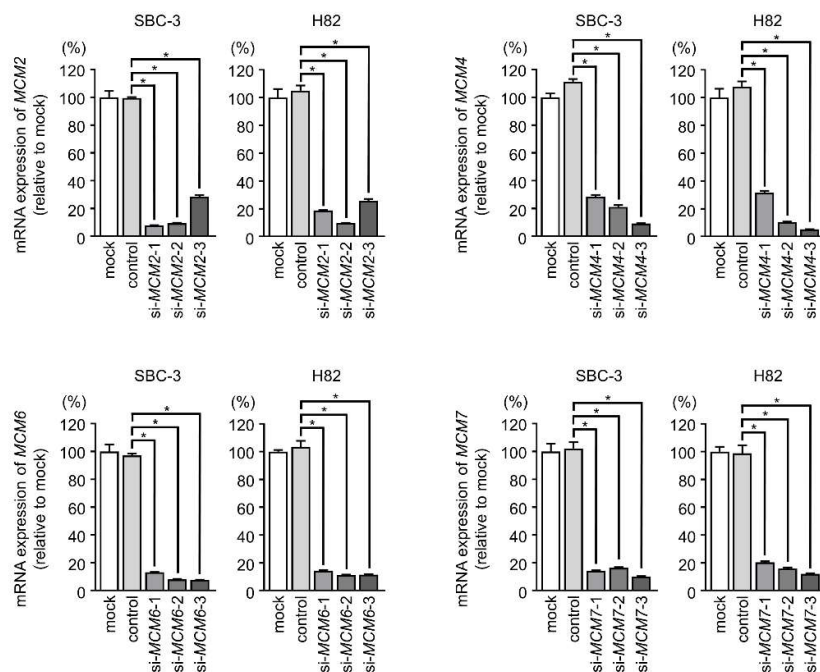 SBC-3
H82
(%)
(%)
mRNA expression of MCM2
(relative to mock)
120
100
80
60
40
20
0
120
100
80
60
40
20
0
*
*
*
*
*
*
mock
control
si-MCM2-1
si-MCM2-2
si-MCM2-3
mock
control
si-MCM2-1
si-MCM2-2
si-MCM2-3
SBC-3
H82
(%)
(%)
mRNA expression of MCM4
(relative to mock)
120
100
80
60
40
20
0
120
100
80
60
40
20
0
*
*
*
*
*
*
mock
control
si-MCM4-1
si-MCM4-2
si-MCM4-3
mock
control
si-MCM4-1
si-MCM4-2
si-MCM4-3
SBC-3
H82
(%)
(%)
mRNA expression of MCM6
(relative to mock)
120
100
80
60
40
20
0
120
100
80
60
40
20
0
*
*
*
*
*
*
mock
control
si-MCM6-1
si-MCM6-2
si-MCM6-3
mock
control
si-MCM6-1
si-MCM6-2
si-MCM6-3
SBC-3
H82
(%)
(%)
mRNA expression of MCM7
(relative to mock)
120
100
80
60
40
20
0
120
100
80
60
40
20
0
*
*
*
*
*
*
mock
control
si-MCM7-1
si-MCM7-2
si-MCM7-3
mock
control
si-MCM7-1
si-MCM7-2
si-MCM7-3